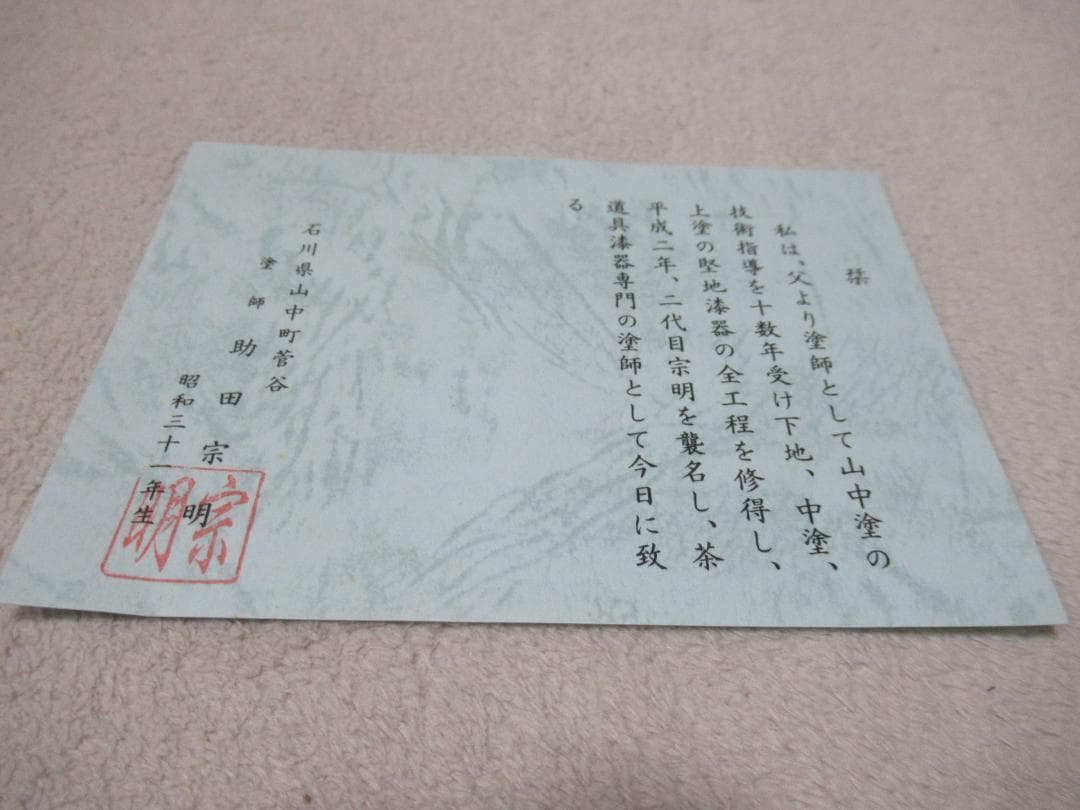 栞
私は、父より塗師として山中塗の
技術指導を十数年受け下地、中塗、
上塗の堅地漆器の全工程を修得し、
平成二年、二代目宗明を襲名し、茶
道具漆器専門の塗師として今日に致
る
石川県山中町菅谷
塗師 助田宗明
昭和三十一年生
宗明